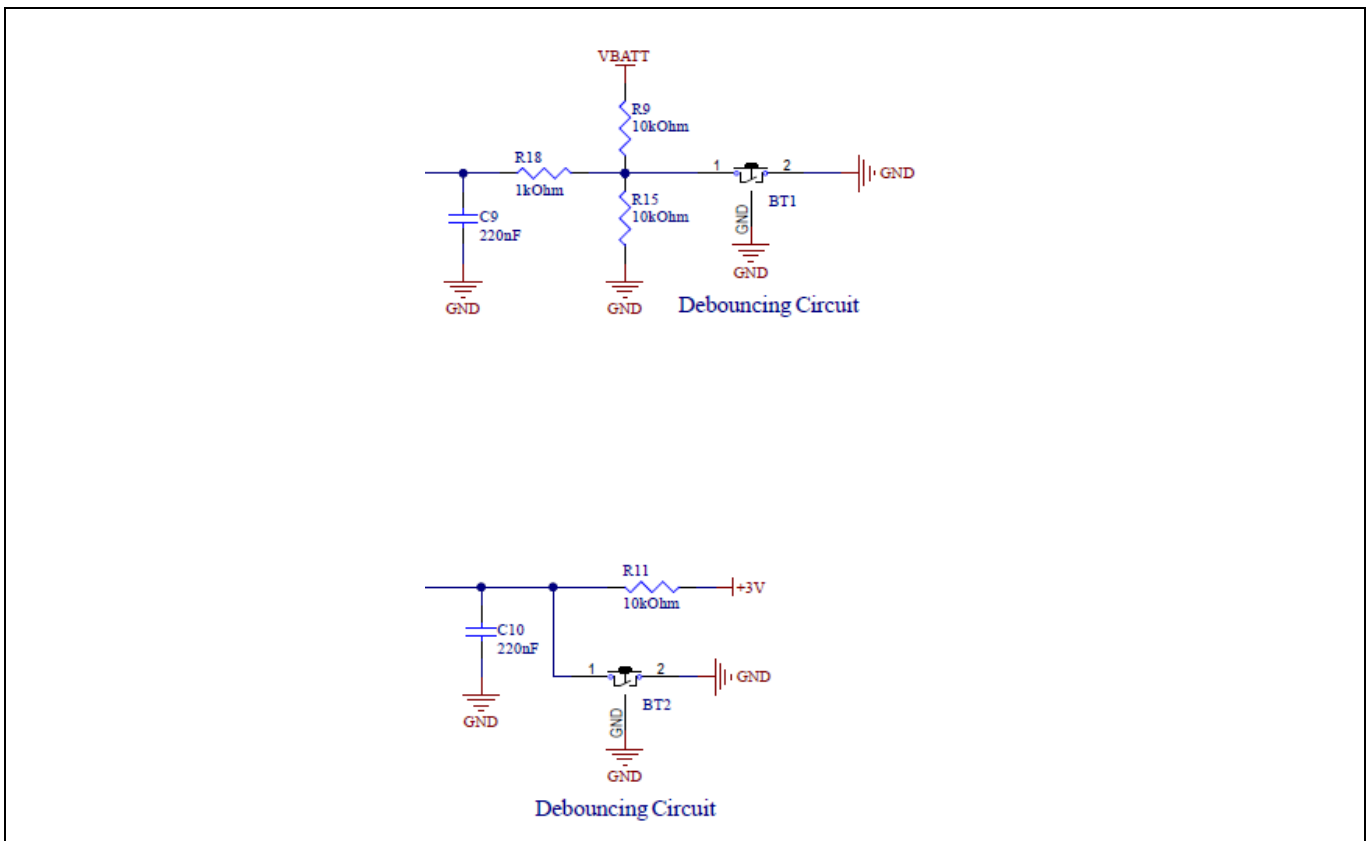 VBATT
R9
10kOhm
R18
1kOhm
1
2
GND
BT1
R15
10kOhm
C9
220nF
GND
GND
GND
GND
Debouncing Circuit
R11
10kOhm
+3V
C10
220nF
1
2
GND
BT2
GND
GND
GND
Debouncing Circuit